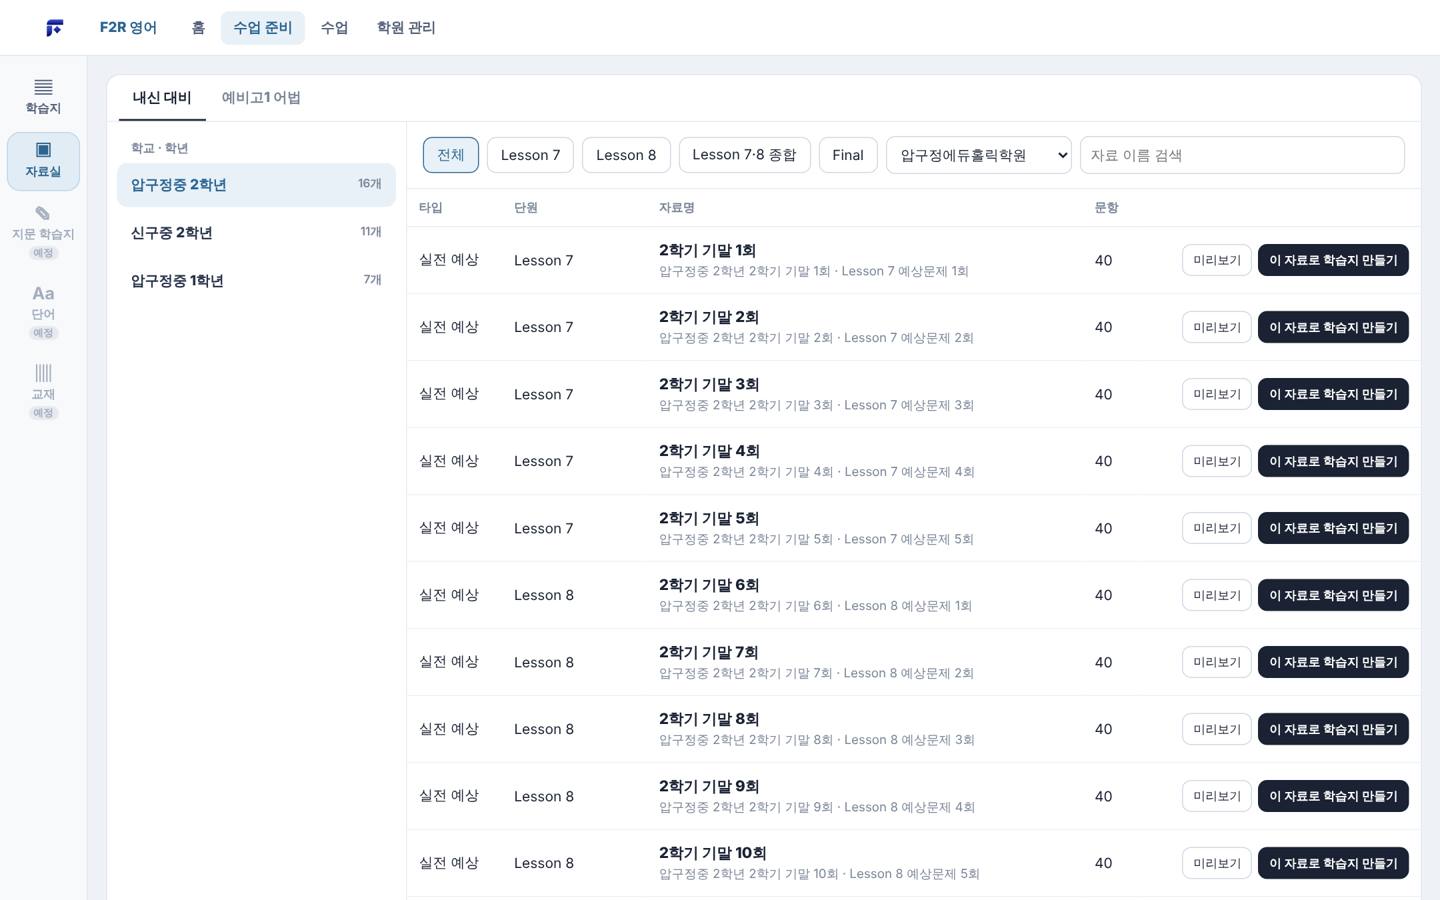 F2R 영어 홈 수업 준비 수업 학원 관리
학습지
자료실
지문 학습지
예정
Aa
단어
예정
교재
예정
내신 대비 예비고1 어법
학교 · 학년
압구정중 2학년 16개
신구중 2학년 11개
압구정중 1학년 7개
전체 Lesson 7 Lesson 8 Lesson 7·8 종합 Final 압구정에듀홀릭학원 자료 이름 검색
타입 단원 자료명 문항
실전 예상 Lesson 7 2학기 기말 1회 40 미리보기 이 자료로 학습지 만들기
압구정중 2학년 2학기 기말 1회 · Lesson 7 예상문제 1회
실전 예상 Lesson 7 2학기 기말 2회 40 미리보기 이 자료로 학습지 만들기
압구정중 2학년 2학기 기말 2회 · Lesson 7 예상문제 2회
실전 예상 Lesson 7 2학기 기말 3회 40 미리보기 이 자료로 학습지 만들기
압구정중 2학년 2학기 기말 3회 · Lesson 7 예상문제 3회
실전 예상 Lesson 7 2학기 기말 4회 40 미리보기 이 자료로 학습지 만들기
압구정중 2학년 2학기 기말 4회 · Lesson 7 예상문제 4회
실전 예상 Lesson 7 2학기 기말 5회 40 미리보기 이 자료로 학습지 만들기
압구정중 2학년 2학기 기말 5회 · Lesson 7 예상문제 5회
실전 예상 Lesson 8 2학기 기말 6회 40 미리보기 이 자료로 학습지 만들기
압구정중 2학년 2학기 기말 6회 · Lesson 8 예상문제 1회
실전 예상 Lesson 8 2학기 기말 7회 40 미리보기 이 자료로 학습지 만들기
압구정중 2학년 2학기 기말 7회 · Lesson 8 예상문제 2회
실전 예상 Lesson 8 2학기 기말 8회 40 미리보기 이 자료로 학습지 만들기
압구정중 2학년 2학기 기말 8회 · Lesson 8 예상문제 3회
실전 예상 Lesson 8 2학기 기말 9회 40 미리보기 이 자료로 학습지 만들기
압구정중 2학년 2학기 기말 9회 · Lesson 8 예상문제 4회
실전 예상 Lesson 8 2학기 기말 10회 40 미리보기 이 자료로 학습지 만들기
압구정중 2학년 2학기 기말 10회 · Lesson 8 예상문제 5회